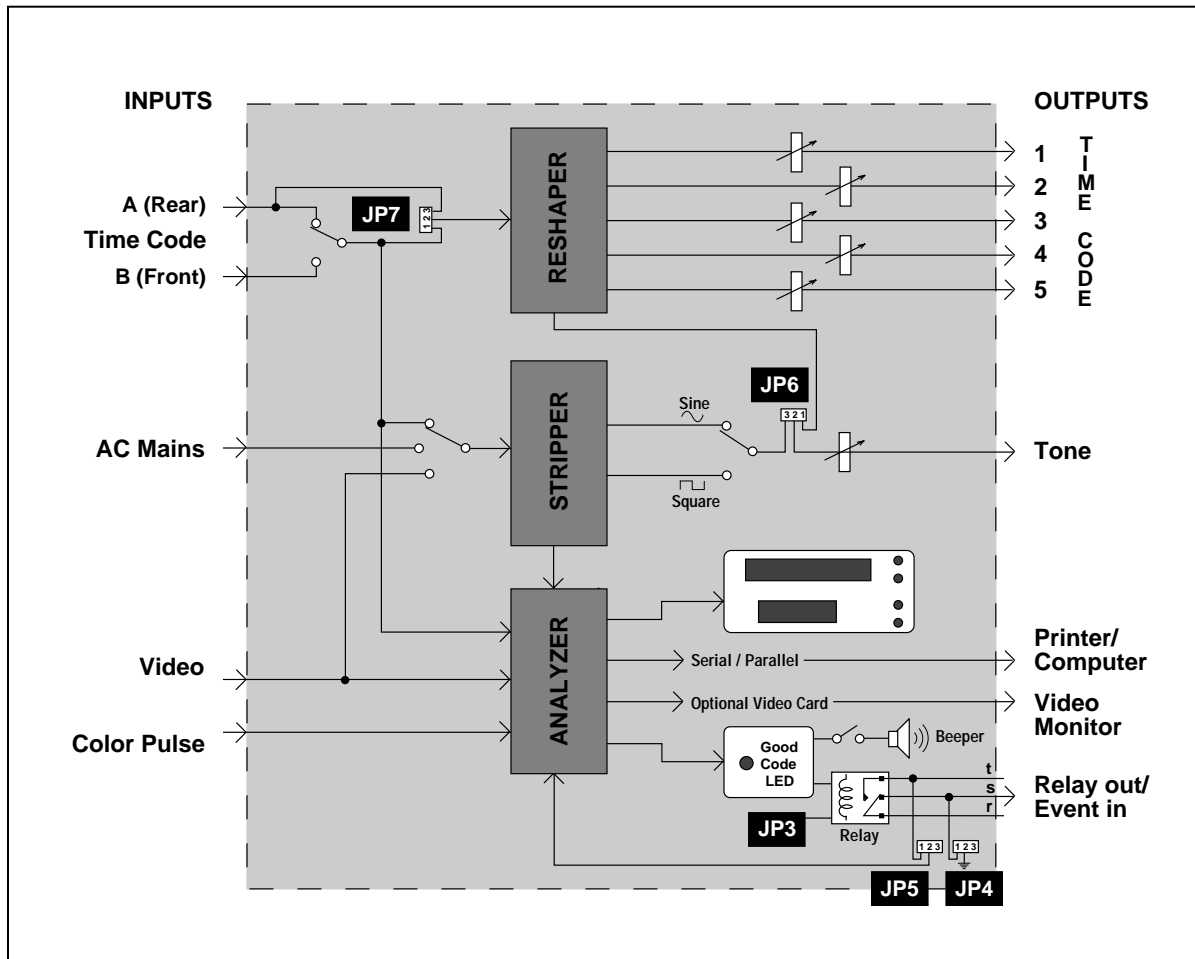 INPUTS
OUTPUTS
A (Rear)
Time Code
B (Front)
JP7
1 2 3
RESHAPER
1
2
3
4
5
TIME CODE
AC Mains
STRIPPER
Sine
Square
JP6
3 2 1
Tone
Video
Color Pulse
ANALYZER
Serial / Parallel
Printer/
Computer
Optional Video Card
Video
Monitor
Good
Code
LED
Beeper
t
s
r
Relay out/
Event in
JP3
Relay
1 2 3
1 2 3
JP5
JP4